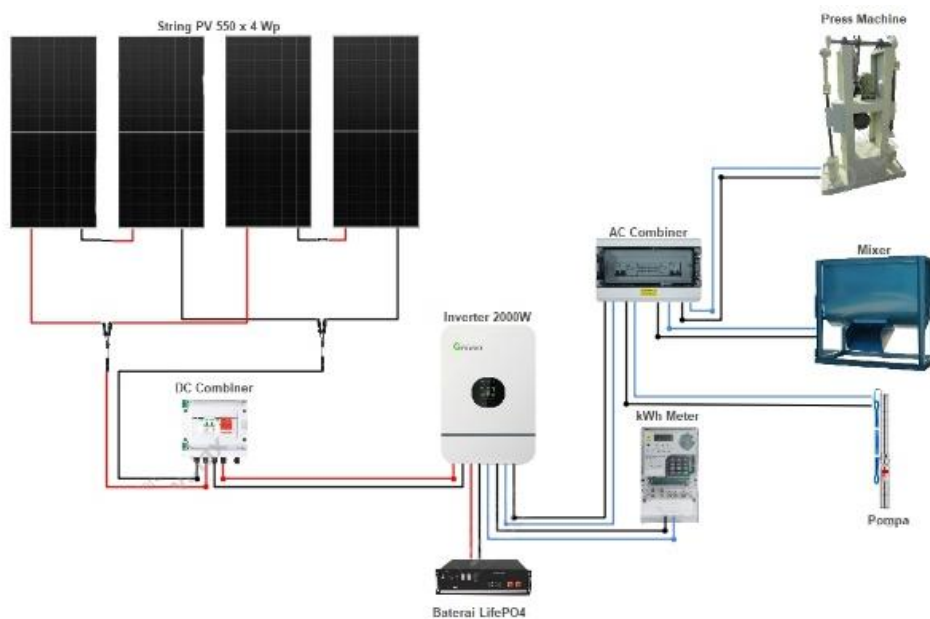 String PV 550 x 4 Wp
Press Machine
AC Combiner
Mixer
Inverter 2000W
DC Combiner
kWh Meter
Pompa
Baterai LifePO4